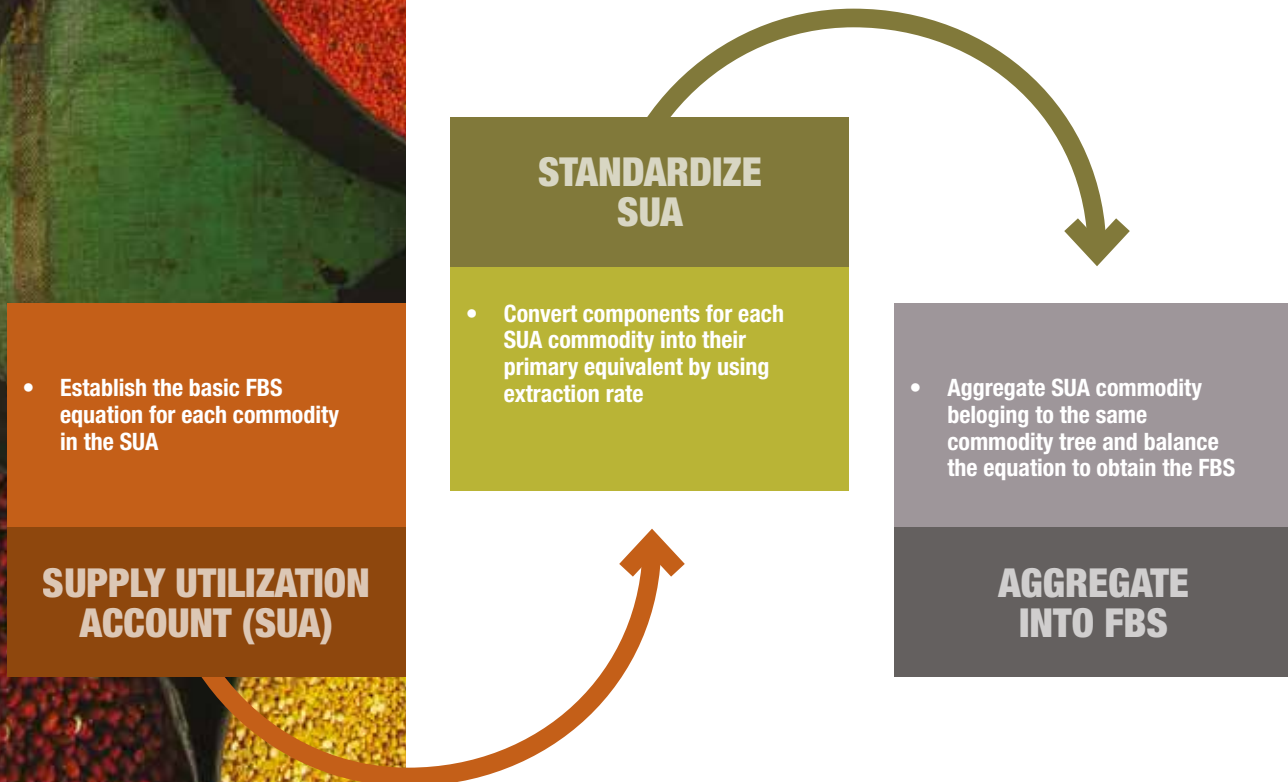 • Establish the basic FBS
equation for each commodity
in the SUA
SUPPLY UTILIZATION
ACCOUNT (SUA)
STANDARDIZE
SUA
• Convert components for each
SUA commodity into their
primary equivalent by using
extraction rate
• Aggregate SUA commodity
beloging to the same
commodity tree and balance
the equation to obtain the FBS
AGGREGATE
INTO FBS